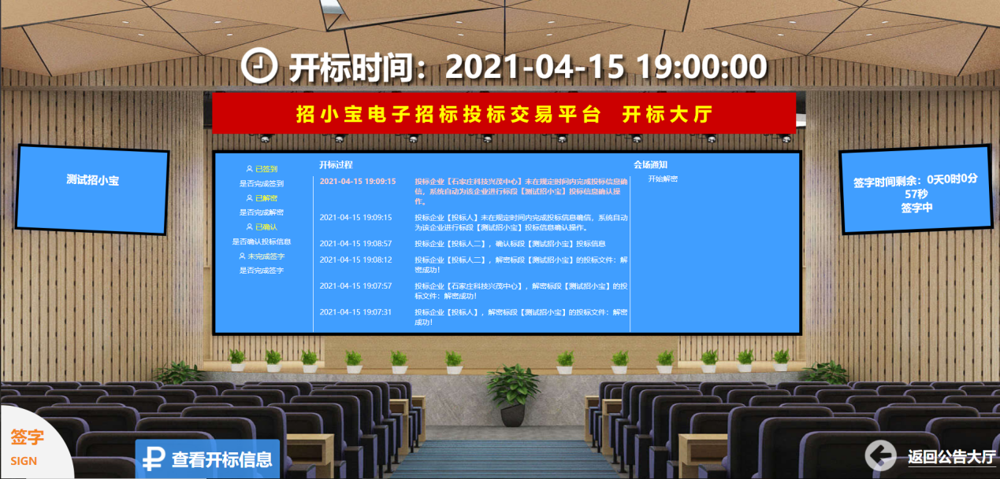 开标时间：2021-04-15 19:00:00
招小宝电子招标投标交易平台 开标大厅
测试招小宝
已签到
是否完成签到
已解密
是否完成解密
已确认
是否确认投标信息
未完成签字
是否完成签字
开标过程
2021-04-15 19:09:15 投标企业【石家庄科技兴茂中心】未在规定时间内完成投标信息确
信，系统自动为该企业进行标段【测试招小宝】投标信息确认操
作。
2021-04-15 19:09:15 投标企业【投标人】未在规定时间内完成投标信息确信，系统自动
为该企业进行标段【测试招小宝】投标信息确认操作。
2021-04-15 19:08:57 投标企业【投标人二】，确认标段【测试招小宝】投标信息
2021-04-15 19:08:12 投标企业【投标人二】，解密标段【测试招小宝】的投标文件：解
密成功！
2021-04-15 19:07:57 投标企业【石家庄科技兴茂中心】，解密标段【测试招小宝】的投
标文件：解密成功！
2021-04-15 19:07:31 投标企业【投标人】，解密标段【测试招小宝】的投标文件：解密
成功！
会场通知
开始解密
签字时间剩余：0天0时0分
57秒
签字中
签字
SIGN
查看开标信息
返回公告大厅